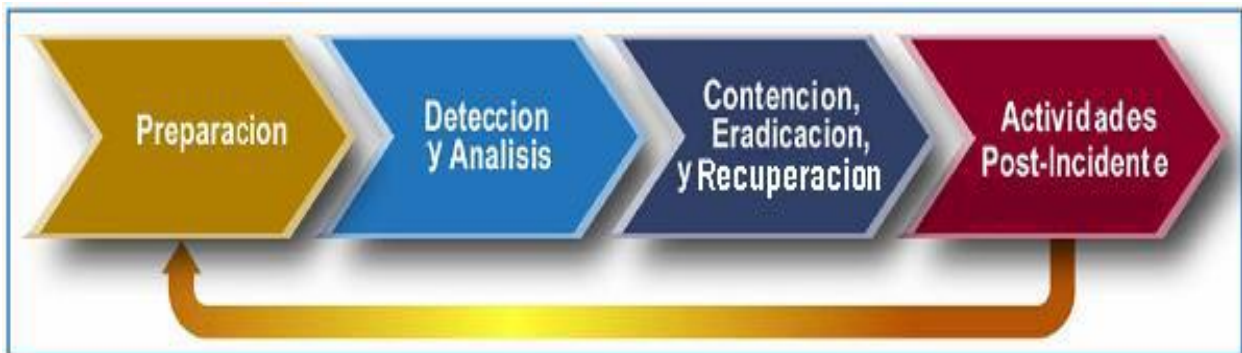 Preparacion
Deteccion
y Analisis
Contencion,
Eradicacion,
y Recuperacion
Actividades
Post-Incidente